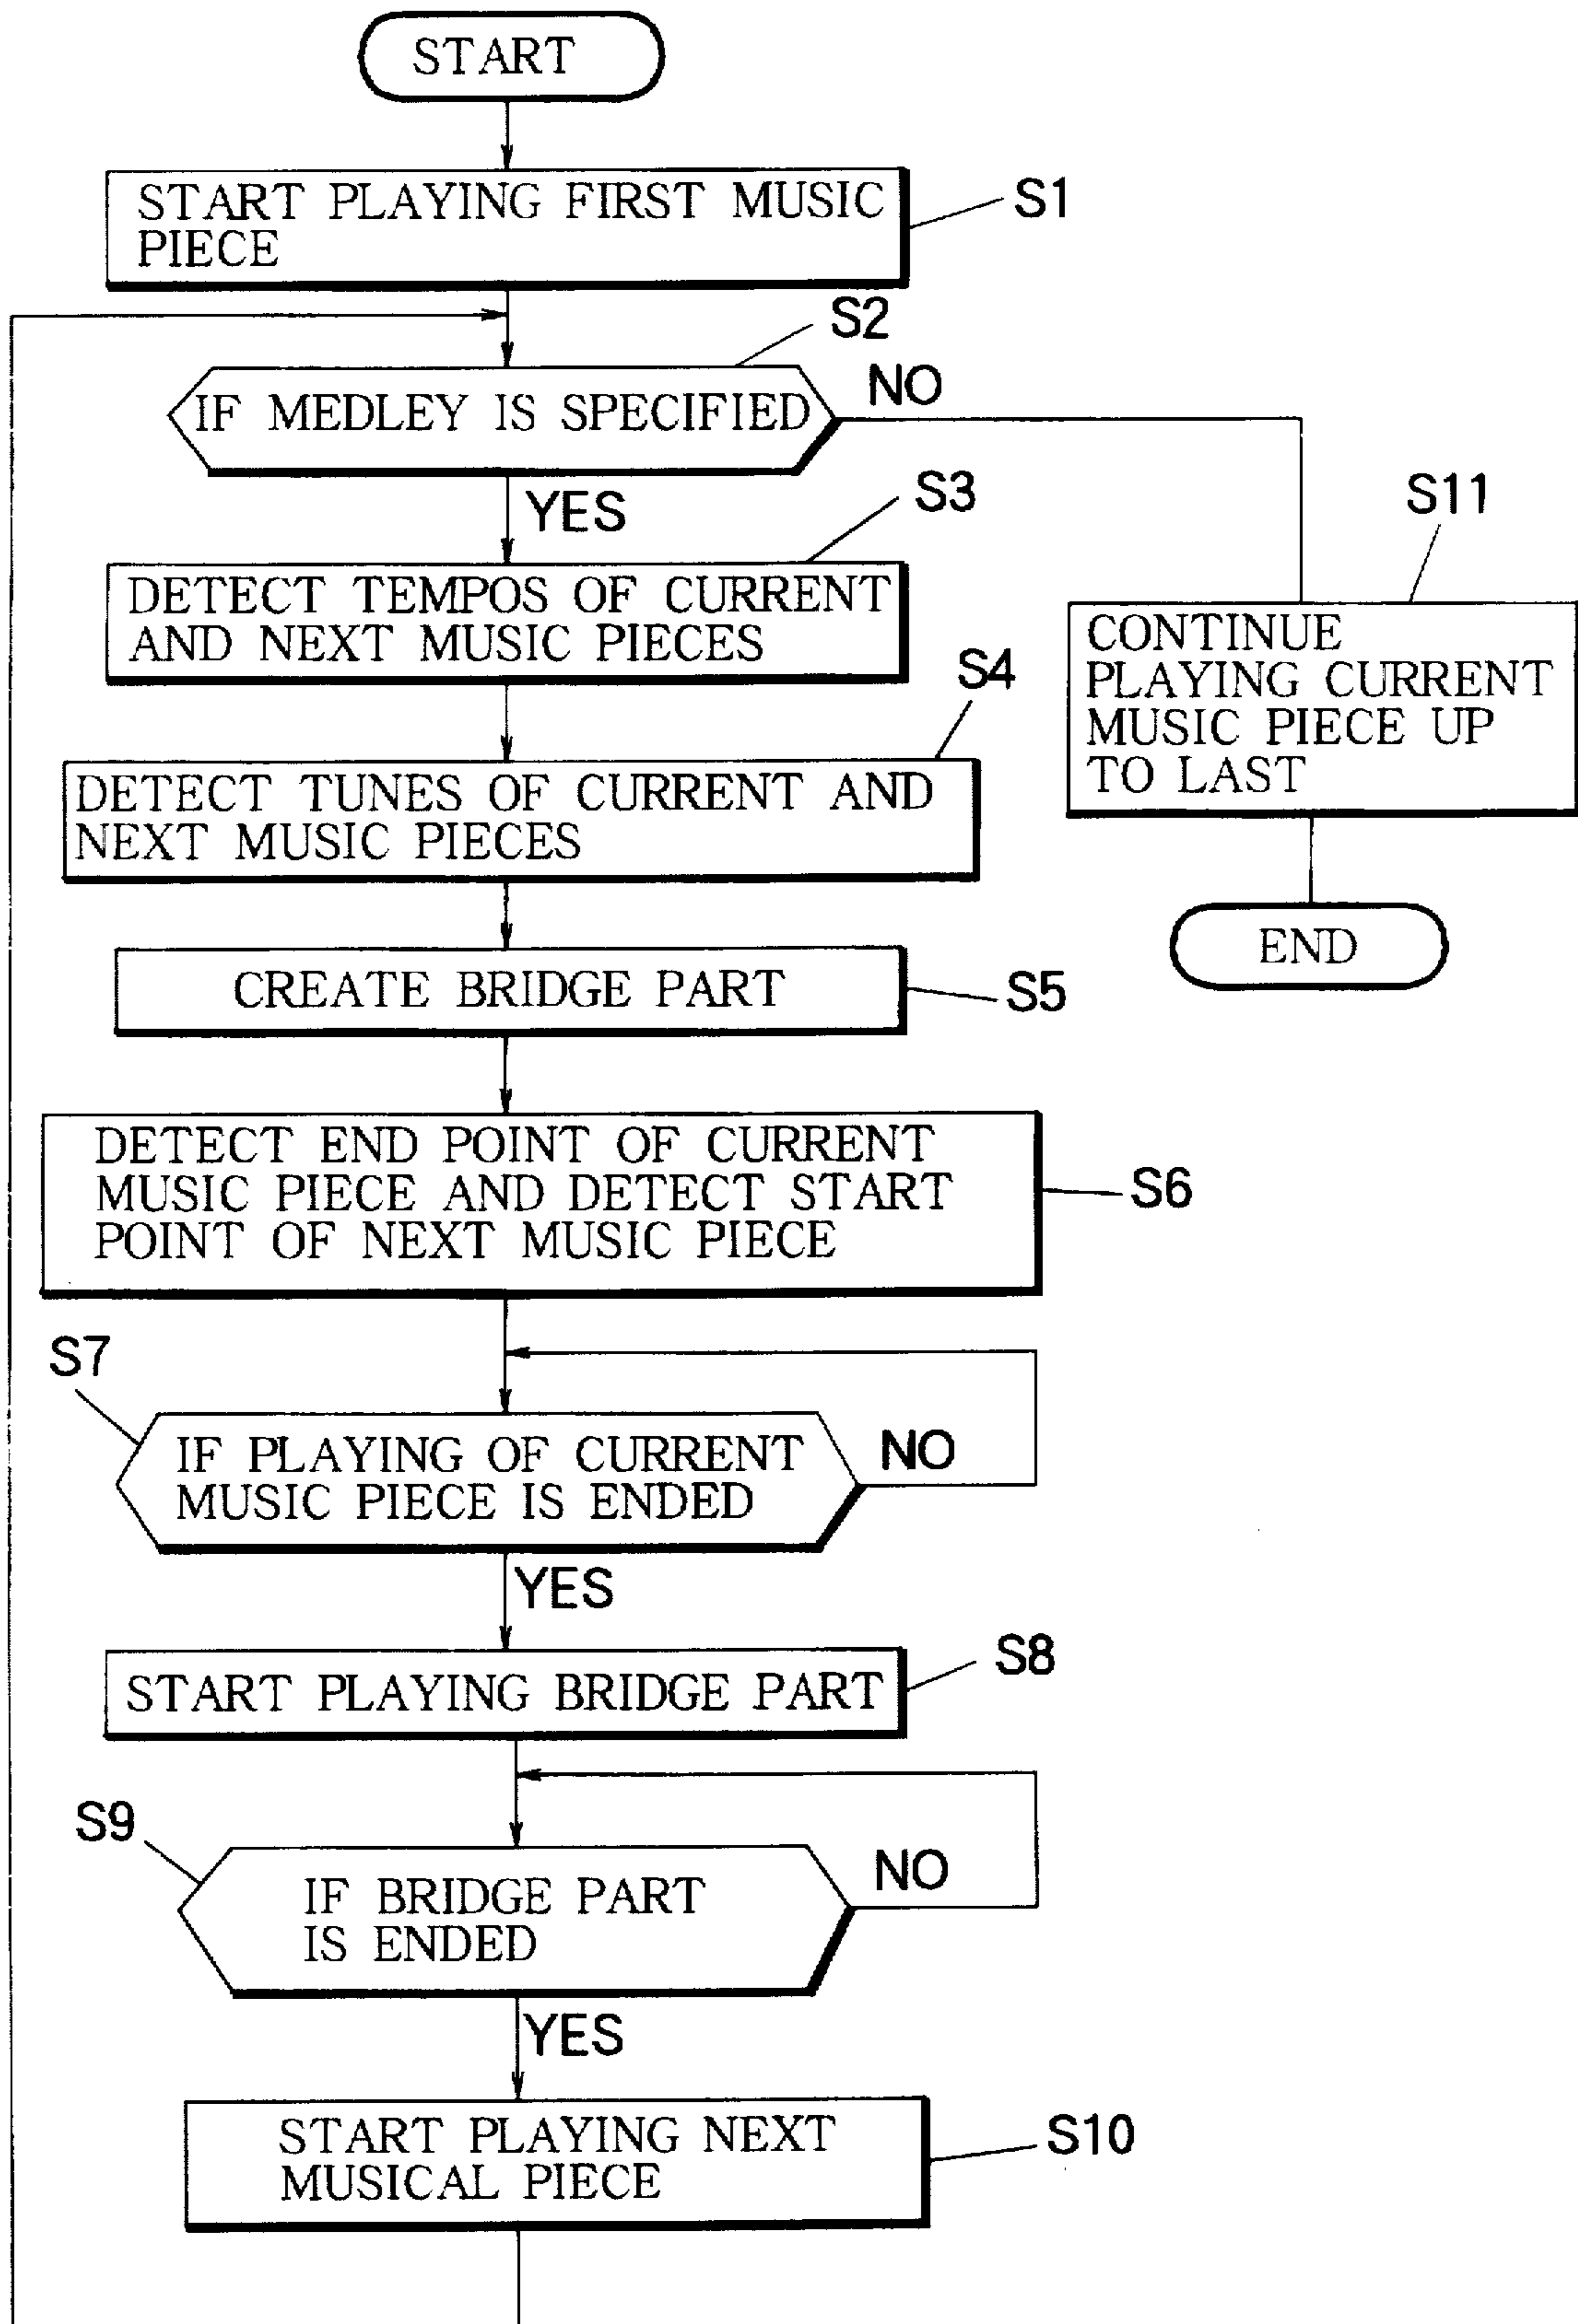 START
START PLAYING FIRST MUSIC
PIECE
S1
S2
IF MEDLEY IS SPECIFIED
NO
YES
S3
DETECT TEMPOS OF CURRENT
AND NEXT MUSIC PIECES
S11
CONTINUE
PLAYING CURRENT
MUSIC PIECE UP
TO LAST
END
S4
DETECT TUNES OF CURRENT AND
NEXT MUSIC PIECES
CREATE BRIDGE PART
S5
DETECT END POINT OF CURRENT
MUSIC PIECE AND DETECT START
POINT OF NEXT MUSIC PIECE
S6
S7
IF PLAYING OF CURRENT
MUSIC PIECE IS ENDED
NO
YES
START PLAYING BRIDGE PART
S8
S9
IF BRIDGE PART
IS ENDED
NO
YES
START PLAYING NEXT
MUSICAL PIECE
S10